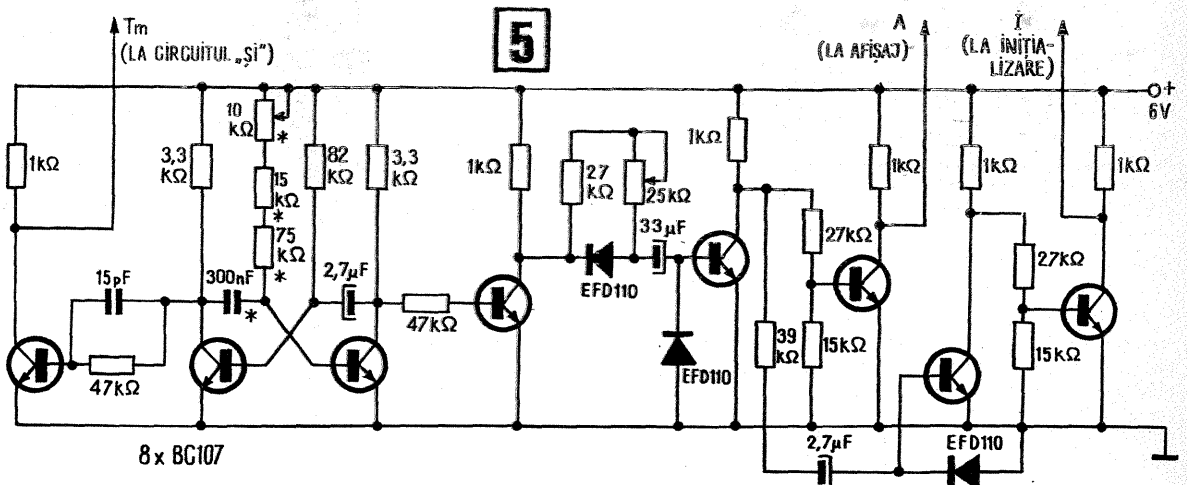 Tm
(LA CIRCUITUL „ȘI")
5
A
(LA AFIȘAJ)
Î
(LA INIȚIA-
LIZARE)
+
6V
1kΩ
3,3
kΩ
10
kΩ
*
15
kΩ
*
75
kΩ
*
82
kΩ
3,3
kΩ
1kΩ
27
kΩ
25kΩ
1kΩ
1kΩ
1kΩ
1kΩ
15pF
300nF
*
2,7µF
47kΩ
47kΩ
33µF
EFD110
EFD110
27kΩ
39
kΩ
15kΩ
27kΩ
15kΩ
2,7µF
EFD110
8 x BC107